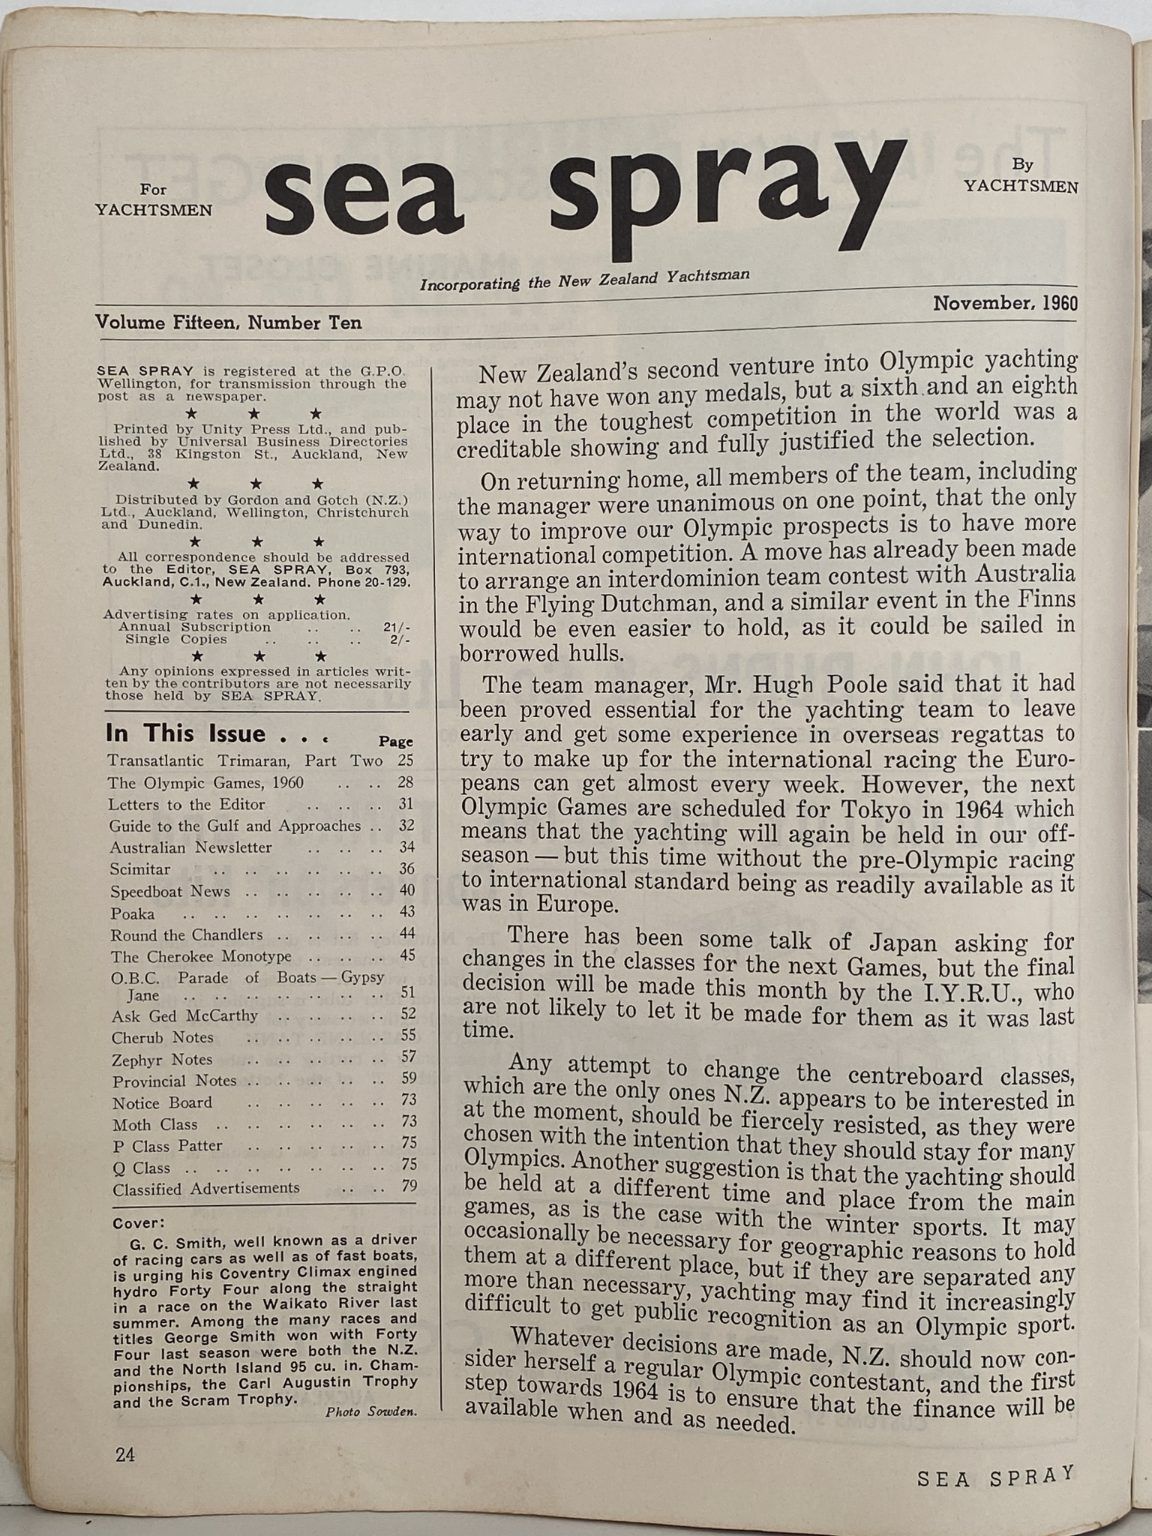 For
YACHTSMEN
sea spray
By
YACHTSMEN
Incorporating the New Zealand Yachtsman
Volume Fifteen, Number Ten
November, 1960
SEA SPRAY is registered at the G.P.O.
Wellington, for transmission through the
post as a newspaper.
★ ★ ★
Printed by Unity Press Ltd., and pub-
lished by Universal Business Directories
Ltd., 38 Kingston St., Auckland, New
Zealand.
★ ★ ★
Distributed by Gordon and Gotch (N.Z.)
Ltd., Auckland, Wellington, Christchurch
and Dunedin.
★ ★ ★
All correspondence should be addressed
to the Editor, SEA SPRAY, Box 793,
Auckland, C.1., New Zealand. Phone 20-129.
★ ★ ★
Advertising rates on application.
Annual Subscription .. .. 21/-
Single Copies .. .. .. 2/-
★ ★ ★
Any opinions expressed in articles writ-
ten by the contributors are not necessarily
those held by SEA SPRAY.
In This Issue . . . Page
Transatlantic Trimaran, Part Two 25
The Olympic Games, 1960 .. .. 28
Letters to the Editor .. .. .. 31
Guide to the Gulf and Approaches .. 32
Australian Newsletter .. .. .. 34
Scimitar .. .. .. .. .. .. 36
Speedboat News .. .. .. .. .. 40
Poaka .. .. .. .. .. .. .. 43
Round the Chandlers .. .. .. .. 44
The Cherokee Monotype .. .. .. 45
O.B.C. Parade of Boats — Gypsy
Jane .. .. .. .. .. .. .. 51
Ask Ged McCarthy .. .. .. .. 52
Cherub Notes .. .. .. .. .. 55
Zephyr Notes .. .. .. .. .. 57
Provincial Notes .. .. .. .. .. 59
Notice Board .. .. .. .. .. 73
Moth Class .. .. .. .. .. .. 73
P Class Patter .. .. .. .. .. 75
Q Class .. .. .. .. .. .. .. 75
Classified Advertisements .. .. 79
Cover:
G. C. Smith, well known as a driver
of racing cars as well as of fast boats,
is urging his Coventry Climax engined
hydro Forty Four along the straight
in a race on the Waikato River last
summer. Among the many races and
titles George Smith won with Forty
Four last season were both the N.Z.
and the North Island 95 cu. in. Cham-
pionships, the Carl Augustin Trophy
and the Scram Trophy.
Photo Sowden.
24
New Zealand's second venture into Olympic yachting
may not have won any medals, but a sixth and an eighth
place in the toughest competition in the world was a
creditable showing and fully justified the selection.
On returning home, all members of the team, including
the manager were unanimous on one point, that the only
way to improve our Olympic prospects is to have more
international competition. A move has already been made
to arrange an interdominion team contest with Australia
in the Flying Dutchman, and a similar event in the Finns
would be even easier to hold, as it could be sailed in
borrowed hulls.
The team manager, Mr. Hugh Poole said that it had
been proved essential for the yachting team to leave
early and get some experience in overseas regattas to
try to make up for the international racing the Euro-
peans can get almost every week. However, the next
Olympic Games are scheduled for Tokyo in 1964 which
means that the yachting will again be held in our off-
season — but this time without the pre-Olympic racing
to international standard being as readily available as it
was in Europe.
There has been some talk of Japan asking for
changes in the classes for the next Games, but the final
decision will be made this month by the I.Y.R.U., who
are not likely to let it be made for them as it was last
time.
Any attempt to change the centreboard classes,
which are the only ones N.Z. appears to be interested in
at the moment, should be fiercely resisted, as they were
chosen with the intention that they should stay for many
Olympics. Another suggestion is that the yachting should
be held at a different time and place from the main
games, as is the case with the winter sports. It may
occasionally be necessary for geographic reasons to hold
them at a different place, but if they are separated any
more than necessary, yachting may find it increasingly
difficult to get public recognition as an Olympic sport.
Whatever decisions are made, N.Z. should now con-
sider herself a regular Olympic contestant, and the first
step towards 1964 is to ensure that the finance will be
available when and as needed.
SEA SPRAY